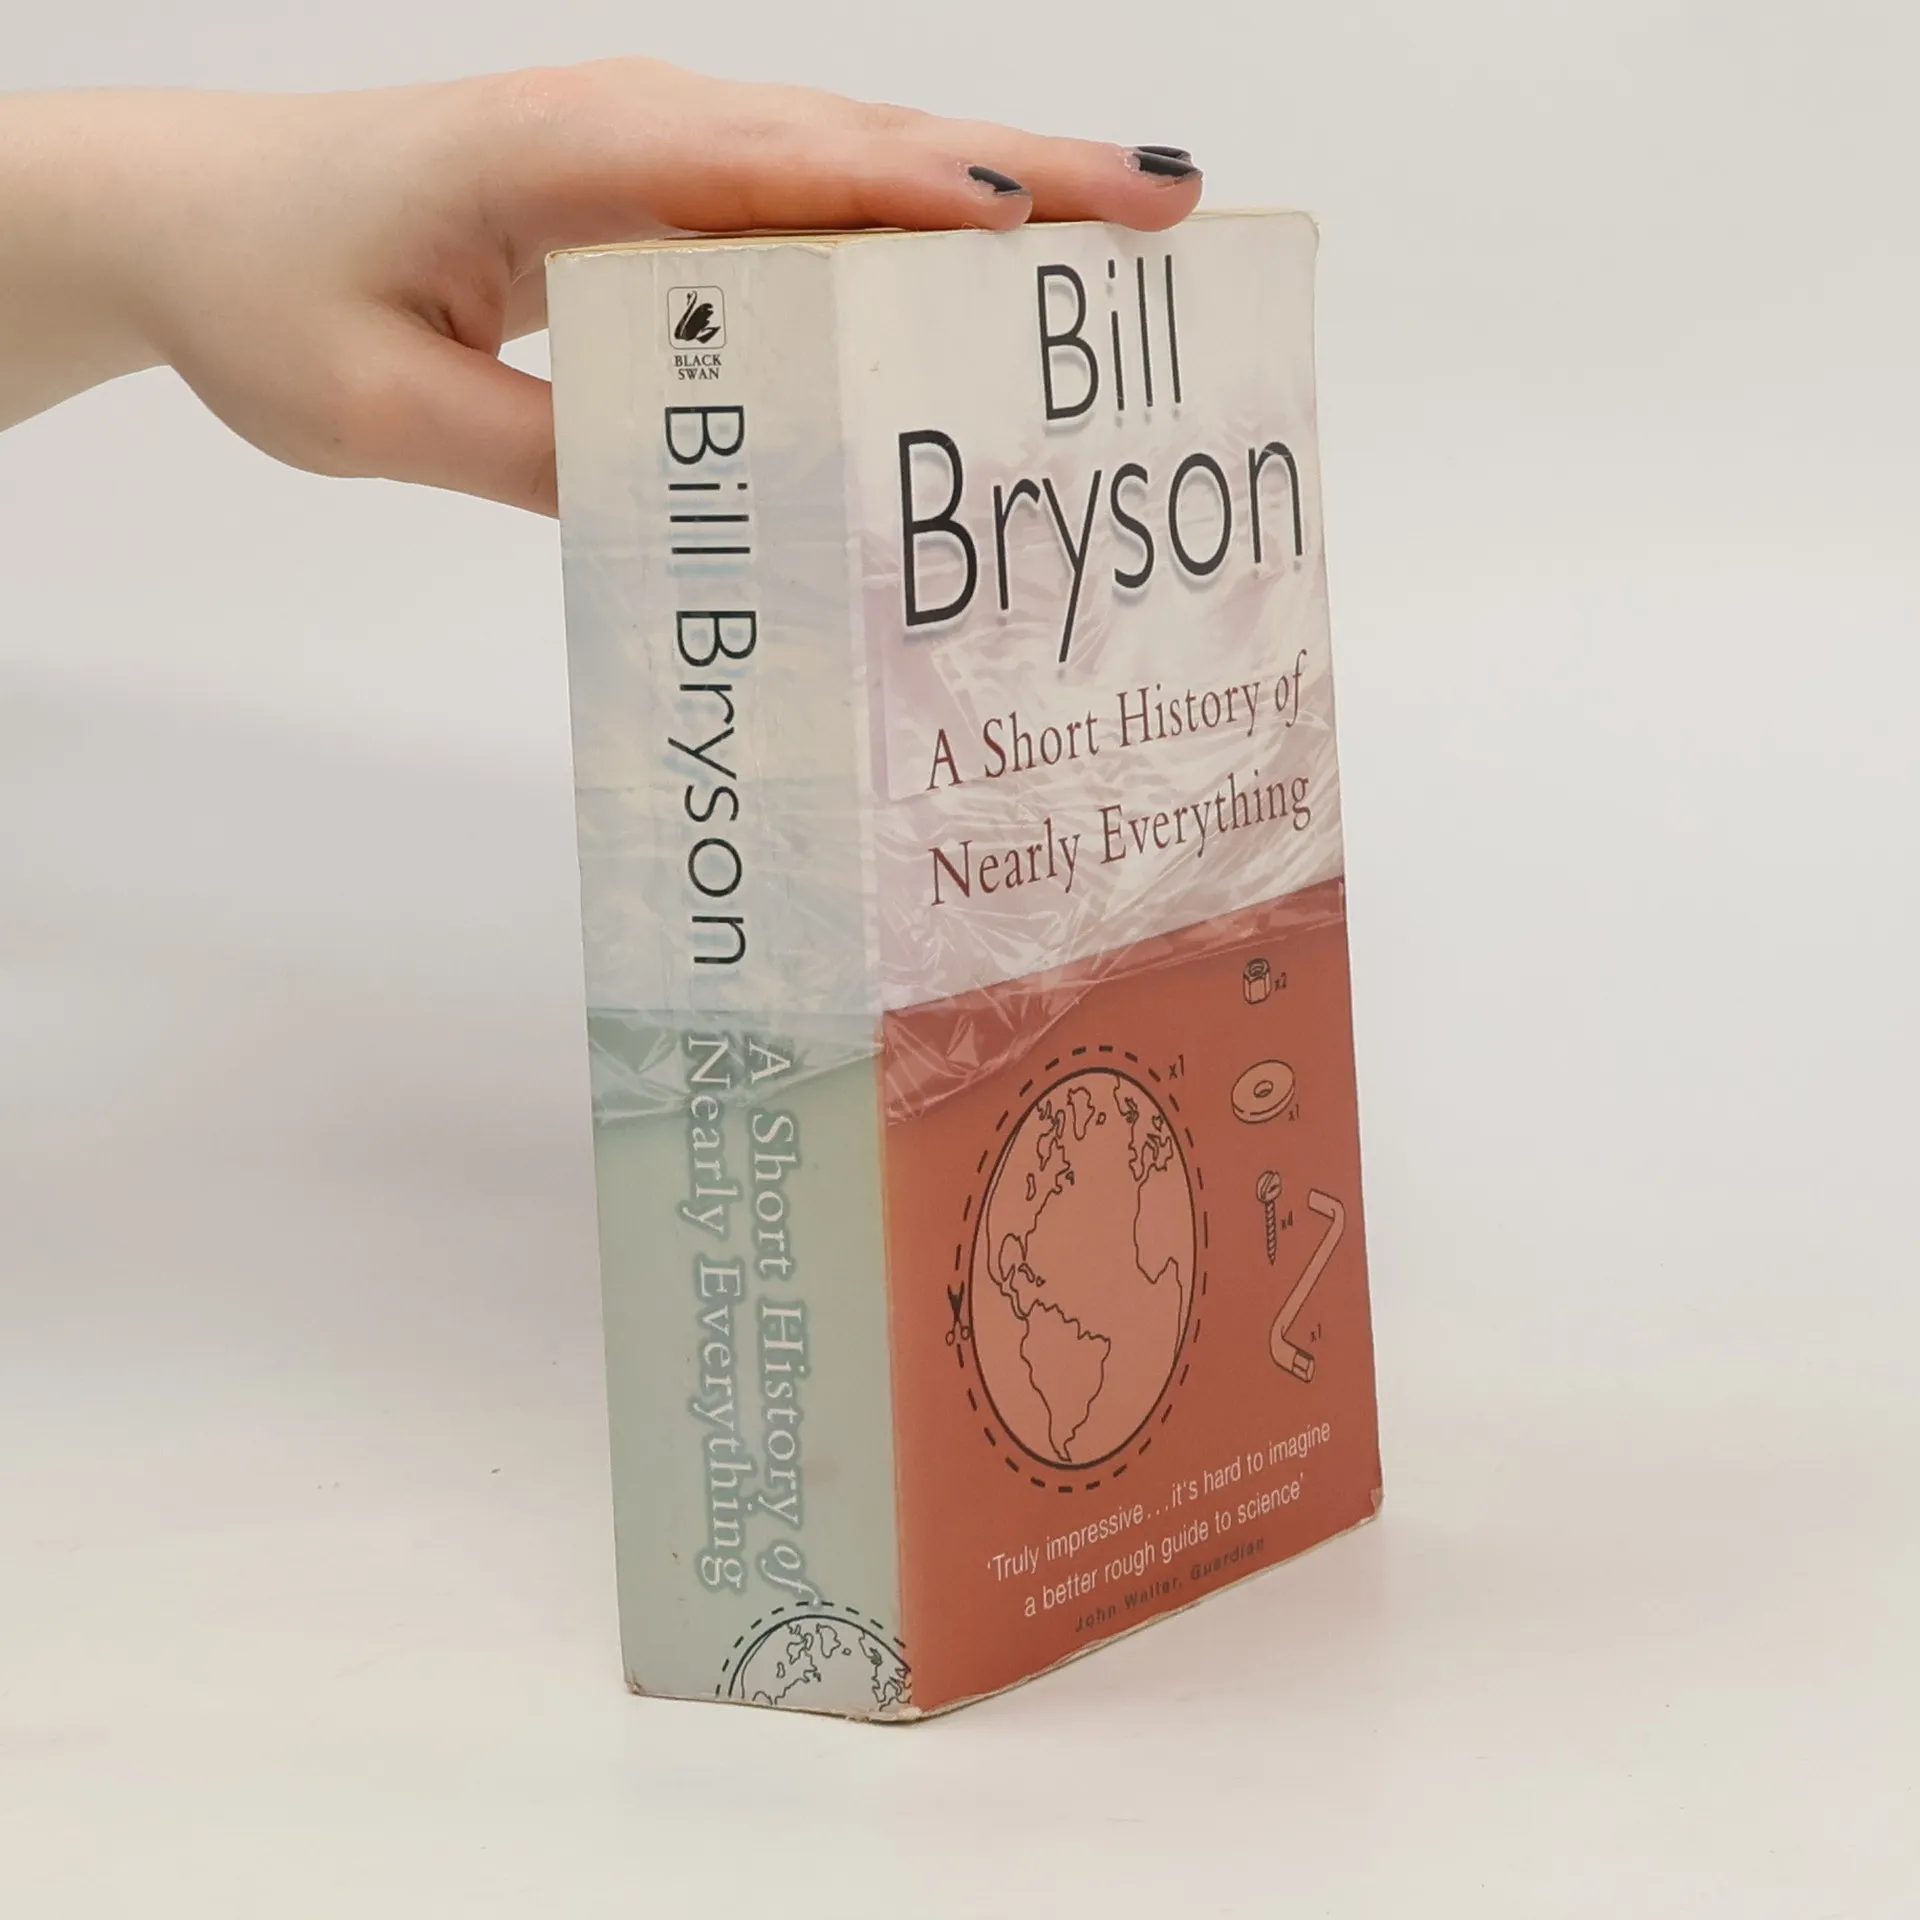 BLACK
SWAN
Bill Bryson
A Short History of
Nearly Everything
Bill
Bryson
A Short History of
Nearly Everything
x2
x1
x1
x4
x1
'Truly impressive...it's hard to imagine
a better rough guide to science'
John Waller, Guardian